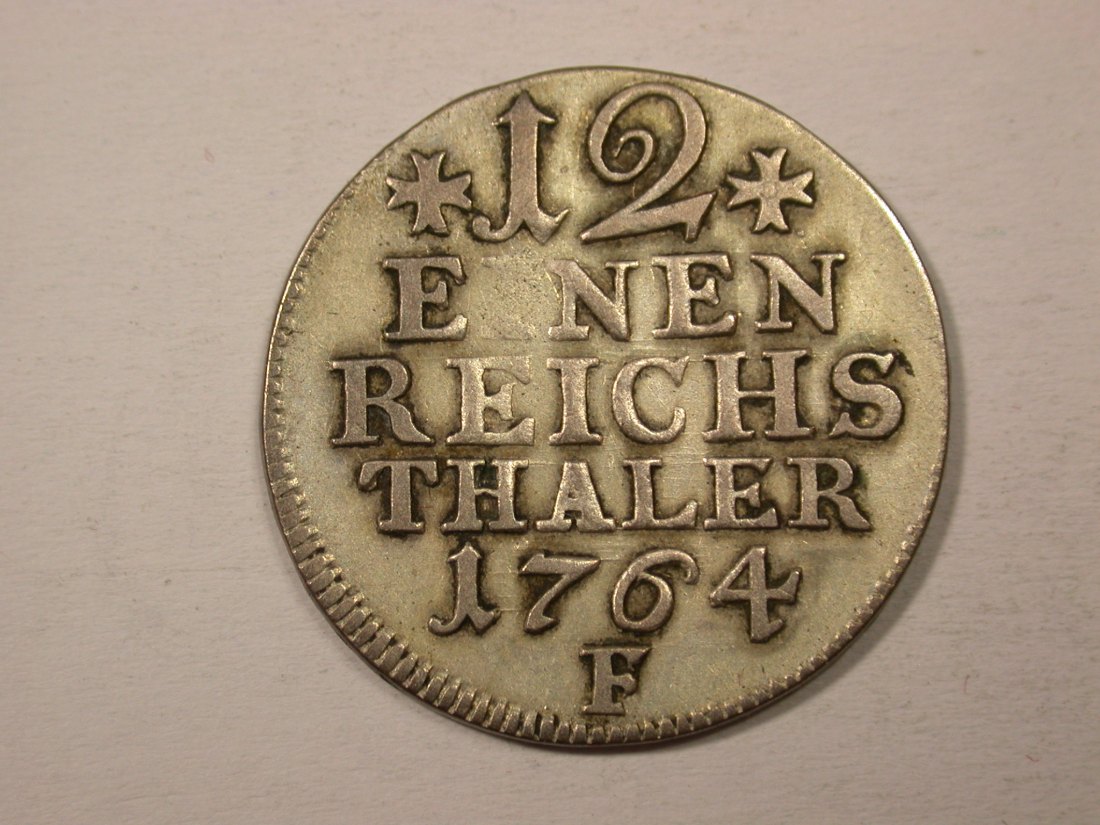 12
E NEN
REICHS
THALER
1764
F